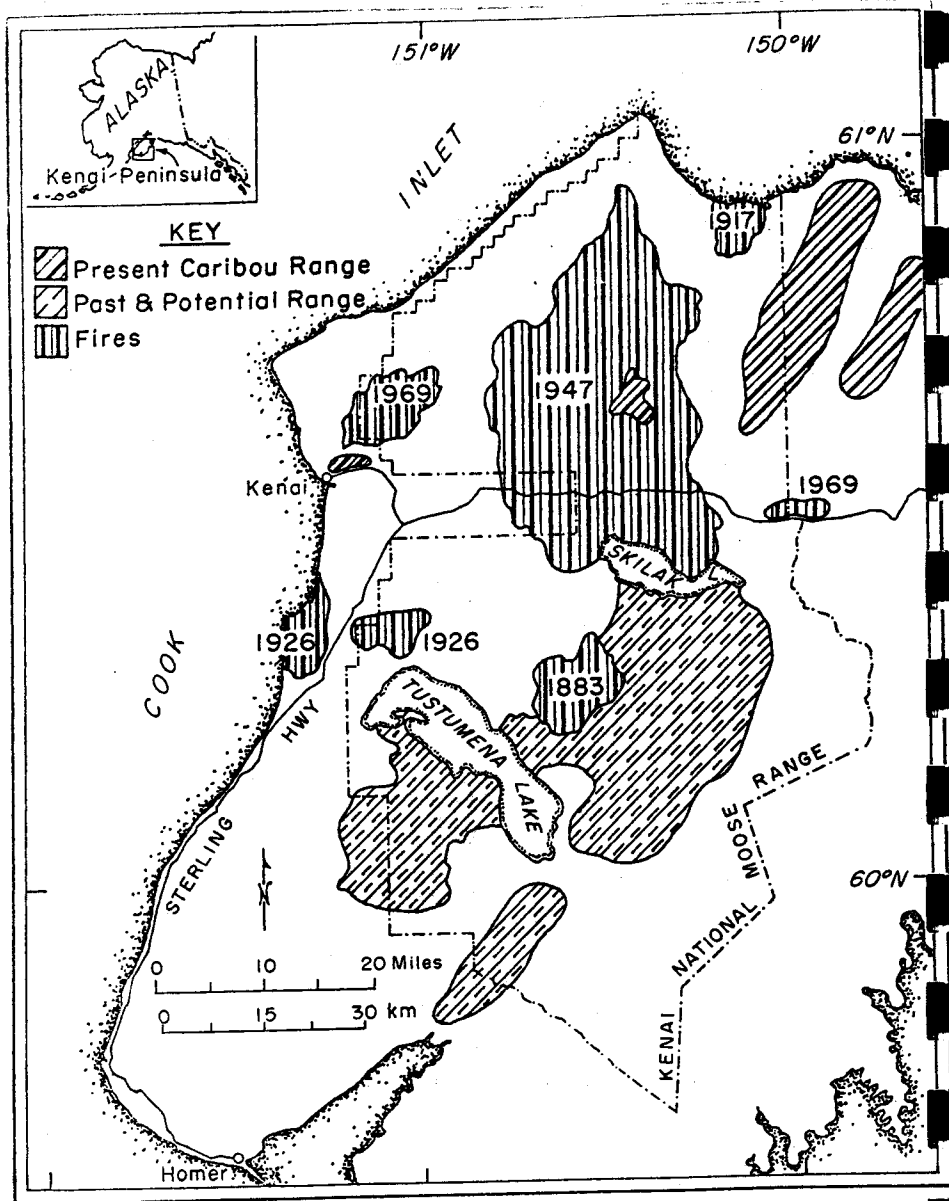 151°W
150°W
61°N
ALASKA
Kenai Peninsula
INLET
KEY
Present Caribou Range
Past & Potential Range
Fires
917
1969
1947
Kenai
1969
SKILAK
1926
1926
1883
COOK
HWY
TUSTUMENA
LAKE
STERLING
RANGE
MOOSE
NATIONAL
KENAI
60°N
0 10 20 Miles
0 15 30 km
Homer